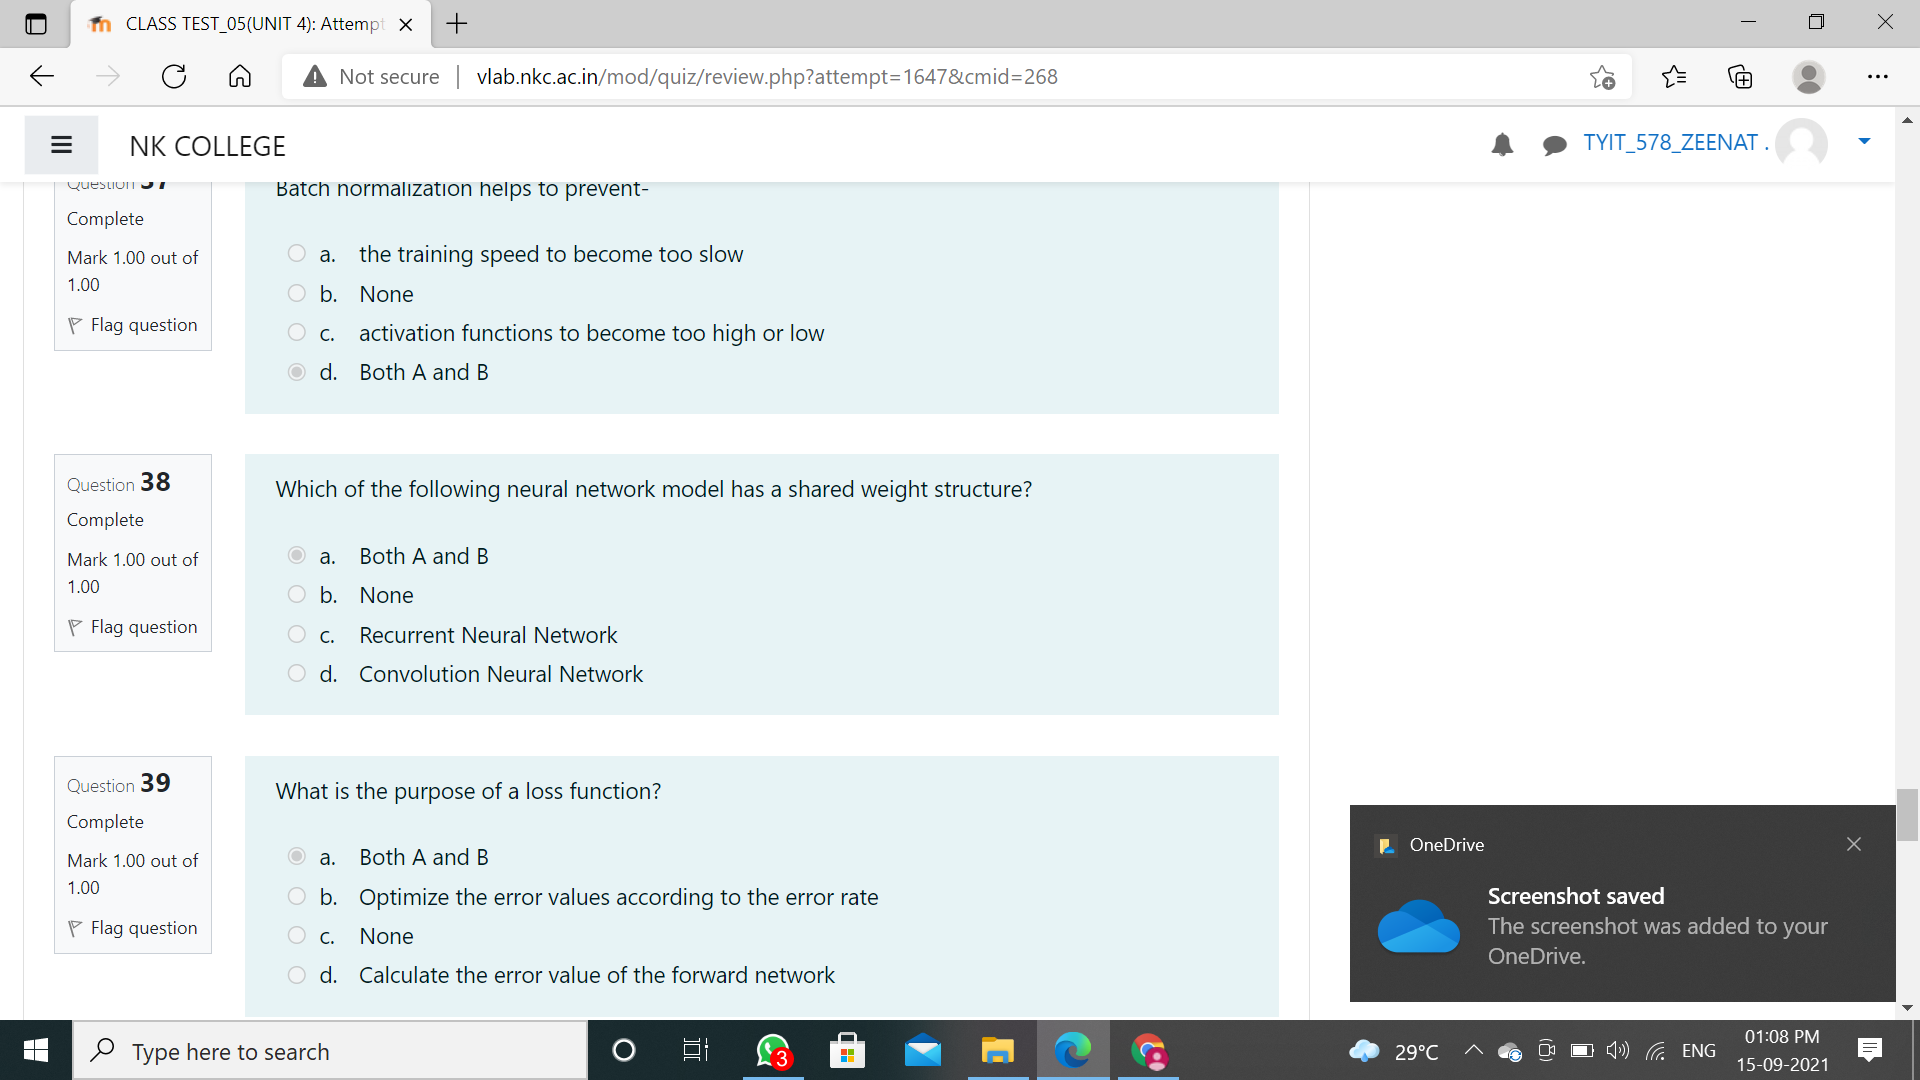 CLASS TEST_05(UNIT 4): Attempt
Not secure
vlab.nkc.ac.in/mod/quiz/review.php?attempt=1647&cmid=268
NK COLLEGE
TYIT_578_ZEENAT .
Question 37
Complete
Mark 1.00 out of
1.00
Flag question
Batch normalization helps to prevent-
a. the training speed to become too slow
b. None
c. activation functions to become too high or low
d. Both A and B
Question 38
Complete
Mark 1.00 out of
1.00
Flag question
Which of the following neural network model has a shared weight structure?
a. Both A and B
b. None
c. Recurrent Neural Network
d. Convolution Neural Network
Question 39
Complete
Mark 1.00 out of
1.00
Flag question
What is the purpose of a loss function?
a. Both A and B
b. Optimize the error values according to the error rate
c. None
d. Calculate the error value of the forward network
OneDrive
Screenshot saved
The screenshot was added to your
OneDrive.
Type here to search
3
29°C
ENG
01:08 PM
15-09-2021